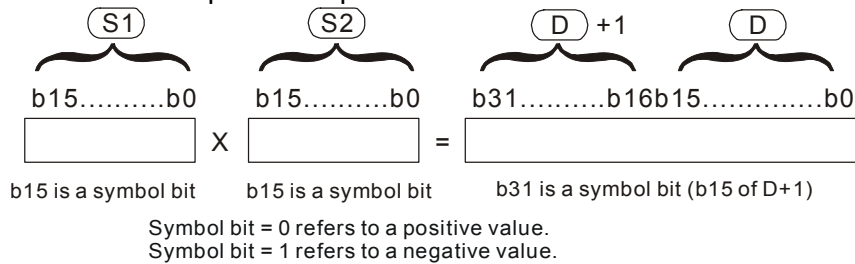 S1 S2 D +1 D
b15..........b0 b15..........b0 b31..........b16b15..............b0
X =
b15 is a symbol bit b15 is a symbol bit b31 is a symbol bit (b15 of D+1)
Symbol bit = 0 refers to a positive value.
Symbol bit = 1 refers to a negative value.